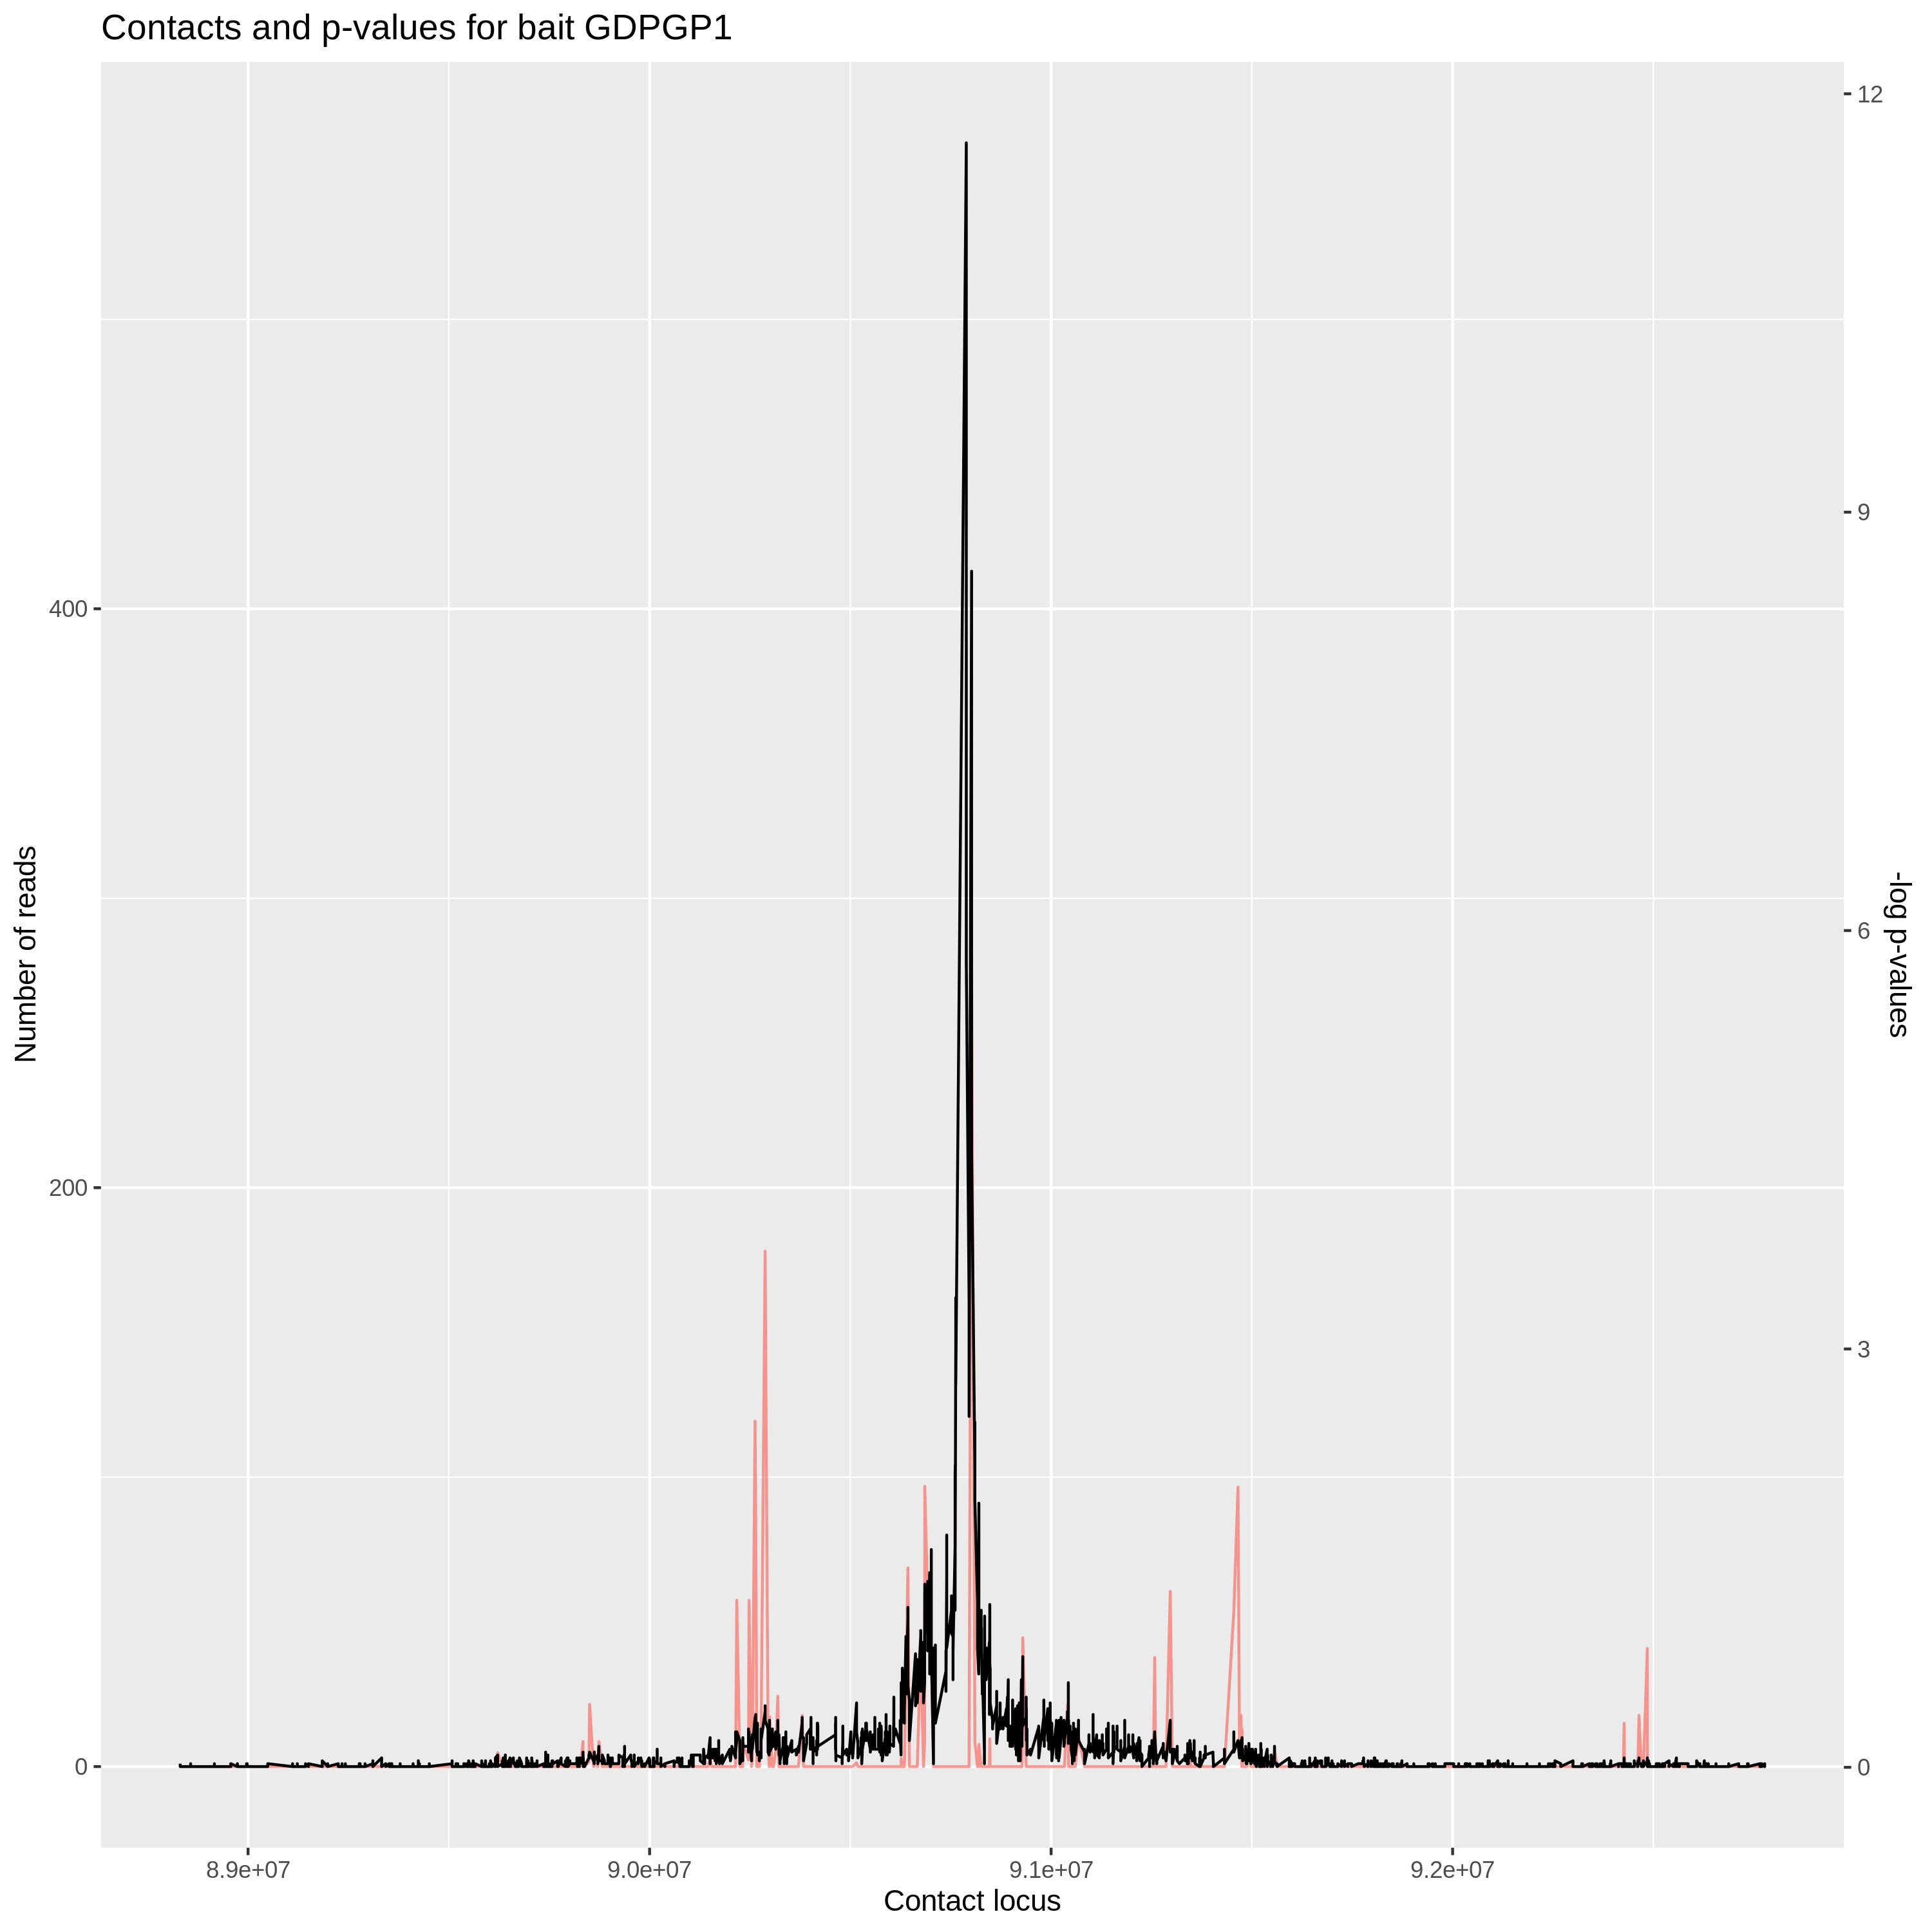 Contacts and p-values for bait GDPGP1
12
9
400
6
Number of reads
-log p-values
200
3
0
0
8.9e+07
9.0e+07
9.1e+07
9.2e+07
Contact locus